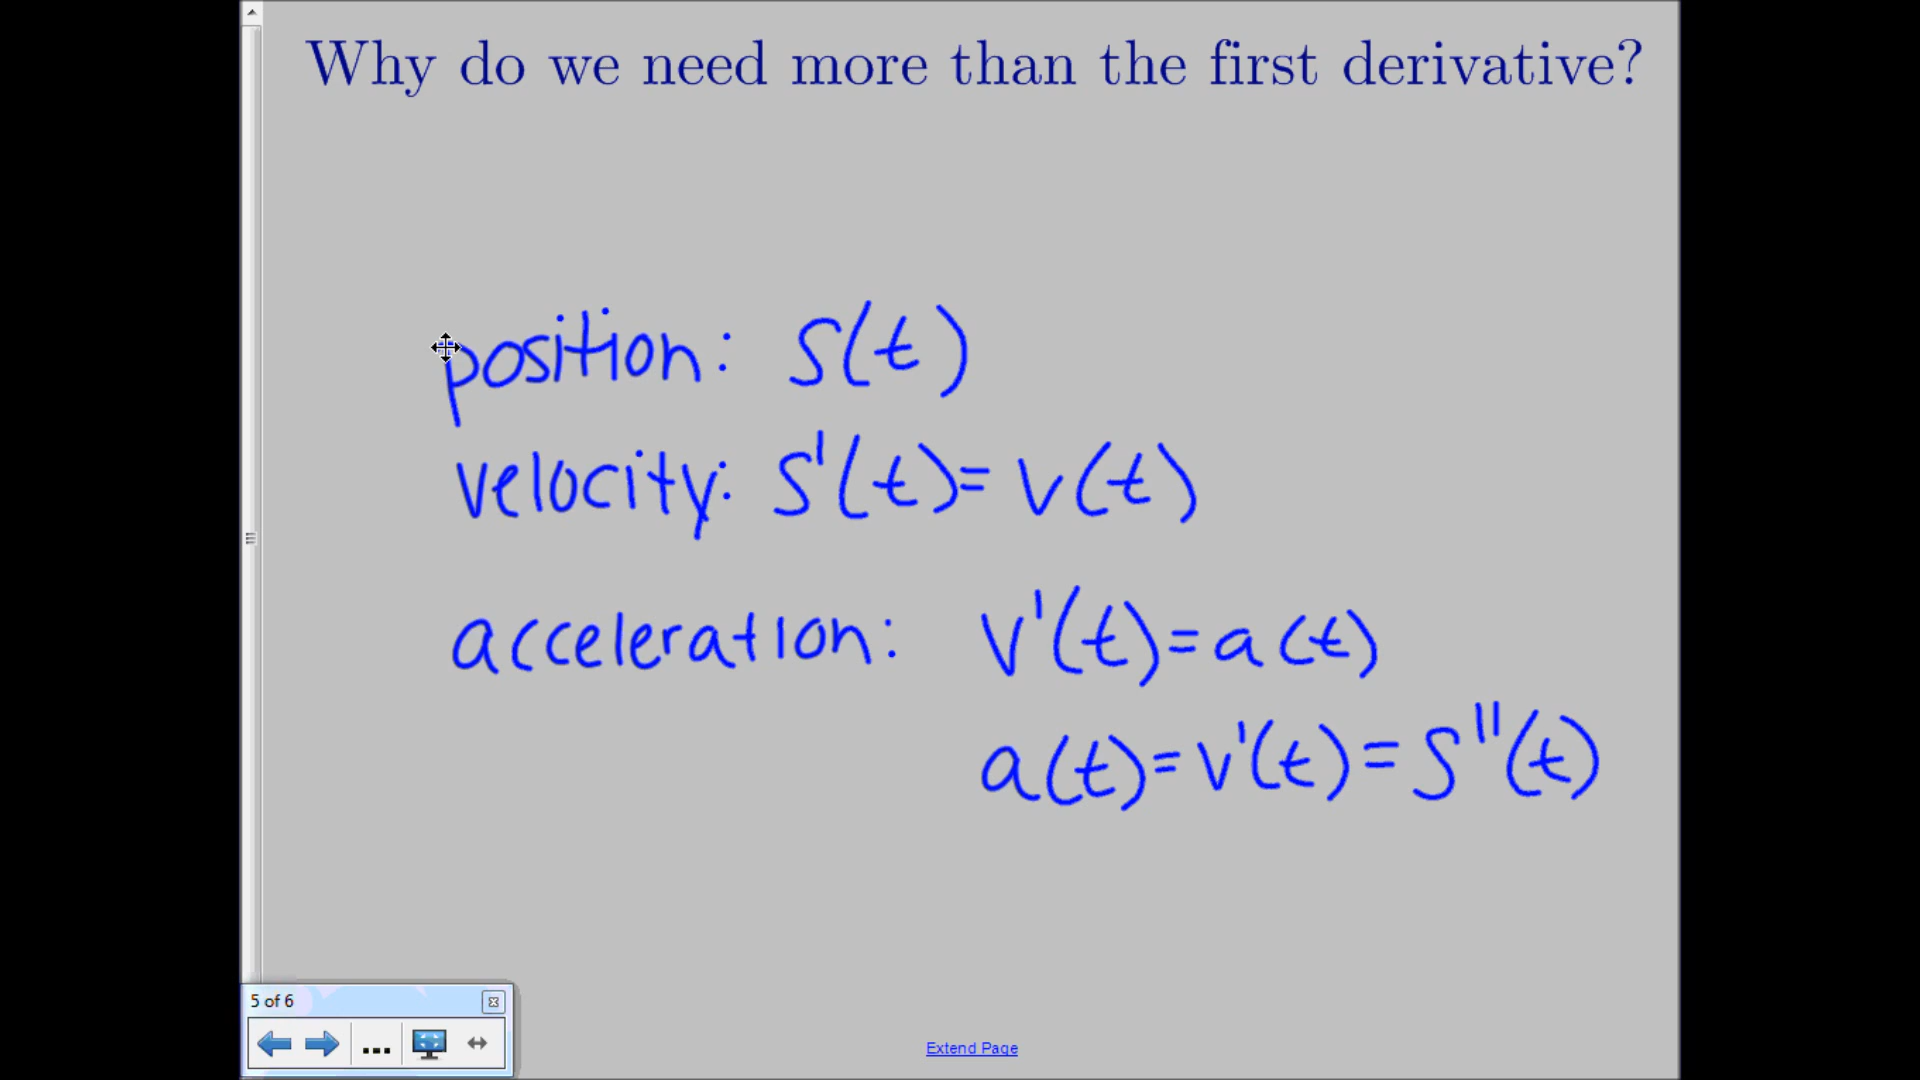 Why do we need more than the first derivative?
position: s(t)
velocity: s'(t)= v(t)
acceleration: v'(t)=a(t)
a(t)=v'(t)=s"(t)
5 of 6
...
Extend Page